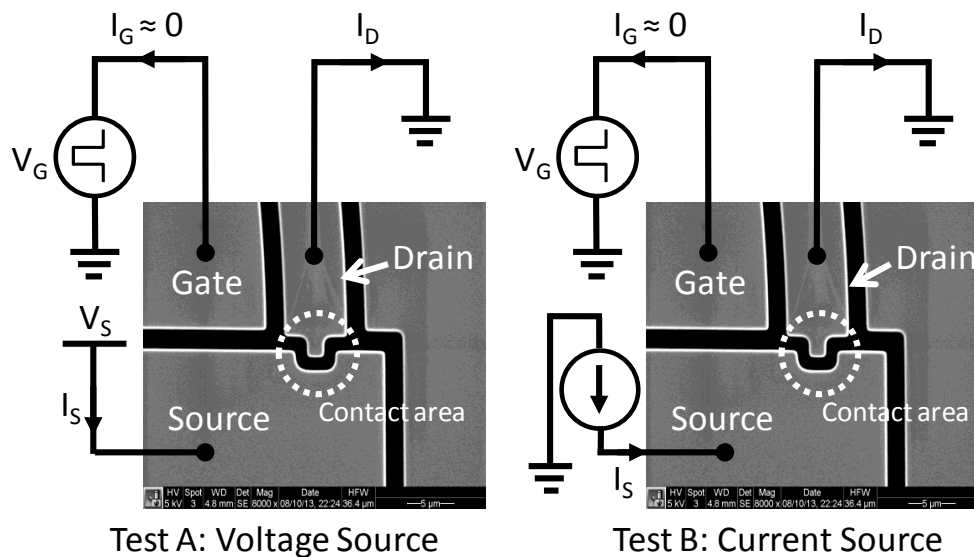 I_G ≈ 0
I_D
V_G
Gate
Drain
V_S
I_S
Source
Contact area
HV Spot WD Det Mag Date HFW
5 kV 3 4.8 mm SE 8000 x 08/10/13, 22:24 36.4 µm 5 µm
Test A: Voltage Source
I_G ≈ 0
I_D
V_G
Gate
Drain
Source
Contact area
I_S
HV Spot WD Det Mag Date HFW
5 kV 3 4.8 mm SE 8000 x 08/10/13, 22:24 36.4 µm 5 µm
Test B: Current Source